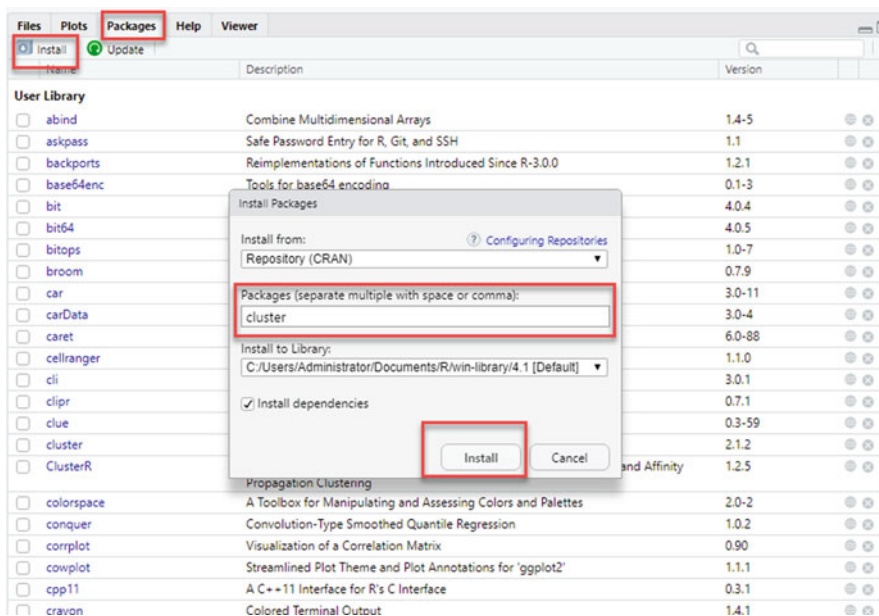 Files Plots Packages Help Viewer
Install Update
Name Description Version
User Library
abind Combine Multidimensional Arrays 1.4-5
askpass Safe Password Entry for R, Git, and SSH 1.1
backports Reimplementations of Functions Introduced Since R-3.0.0 1.2.1
base64enc Tools for base64 encoding 0.1-3
bit 4.0.4
bit64 4.0.5
bitops 1.0-7
broom 0.7.9
car 3.0-11
carData 3.0-4
caret 6.0-88
cellranger 1.1.0
cli 3.0.1
clipr 0.7.1
clue 0.3-59
cluster 2.1.2
ClusterR and Affinity 1.2.5
Propagation Clustering
colorspace A Toolbox for Manipulating and Assessing Colors and Palettes 2.0-2
conquer Convolution-Type Smoothed Quantile Regression 1.0.2
corrplot Visualization of a Correlation Matrix 0.90
cowplot Streamlined Plot Theme and Plot Annotations for 'ggplot2' 1.1.1
cpp11 A C++11 Interface for R's C Interface 0.3.1
crayon Colored Terminal Output 1.4.1
Install Packages
Install from: ? Configuring Repositories
Repository (CRAN)
Packages (separate multiple with space or comma):
cluster
Install to Library:
C:/Users/Administrator/Documents/R/win-library/4.1 [Default]
Install dependencies
Install Cancel